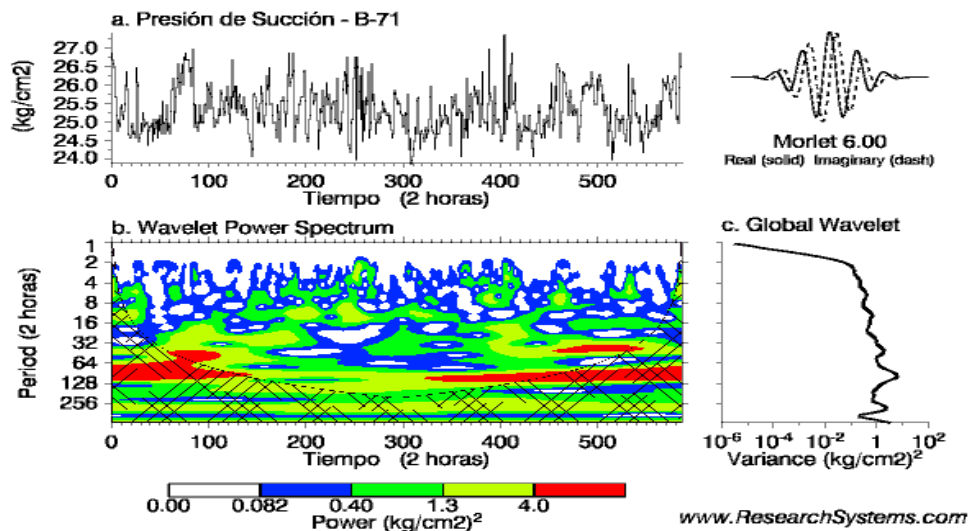 a. Presión de Succión - B-71
(kg/cm2)
27.0
26.5
26.0
25.5
25.0
24.5
24.0
0 100 200 300 400 500
Tiempo (2 horas)
Morlet 6.00
Real (solid) Imaginary (dash)
b. Wavelet Power Spectrum
Period (2 horas)
1
2
4
8
16
32
64
128
256
0 100 200 300 400 500
Tiempo (2 horas)
c. Global Wavelet
10-6 10-2 1 102
Variance (kg/cm2)2
0.00 0.082 0.40 1.3 4.0
Power (kg/cm2)2
www.ResearchSystems.com